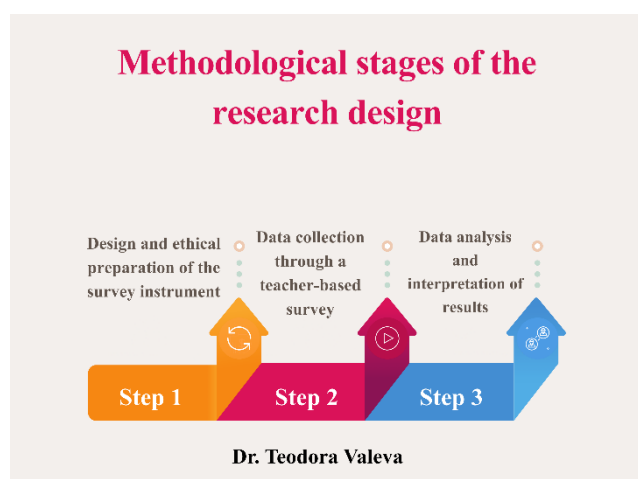 Methodological stages of the
research design
Design and ethical
preparation of the
survey instrument
Data collection
through a
teacher-based
survey
Data analysis
and
interpretation of
results
Step 1
Step 2
Step 3
Dr. Teodora Valeva